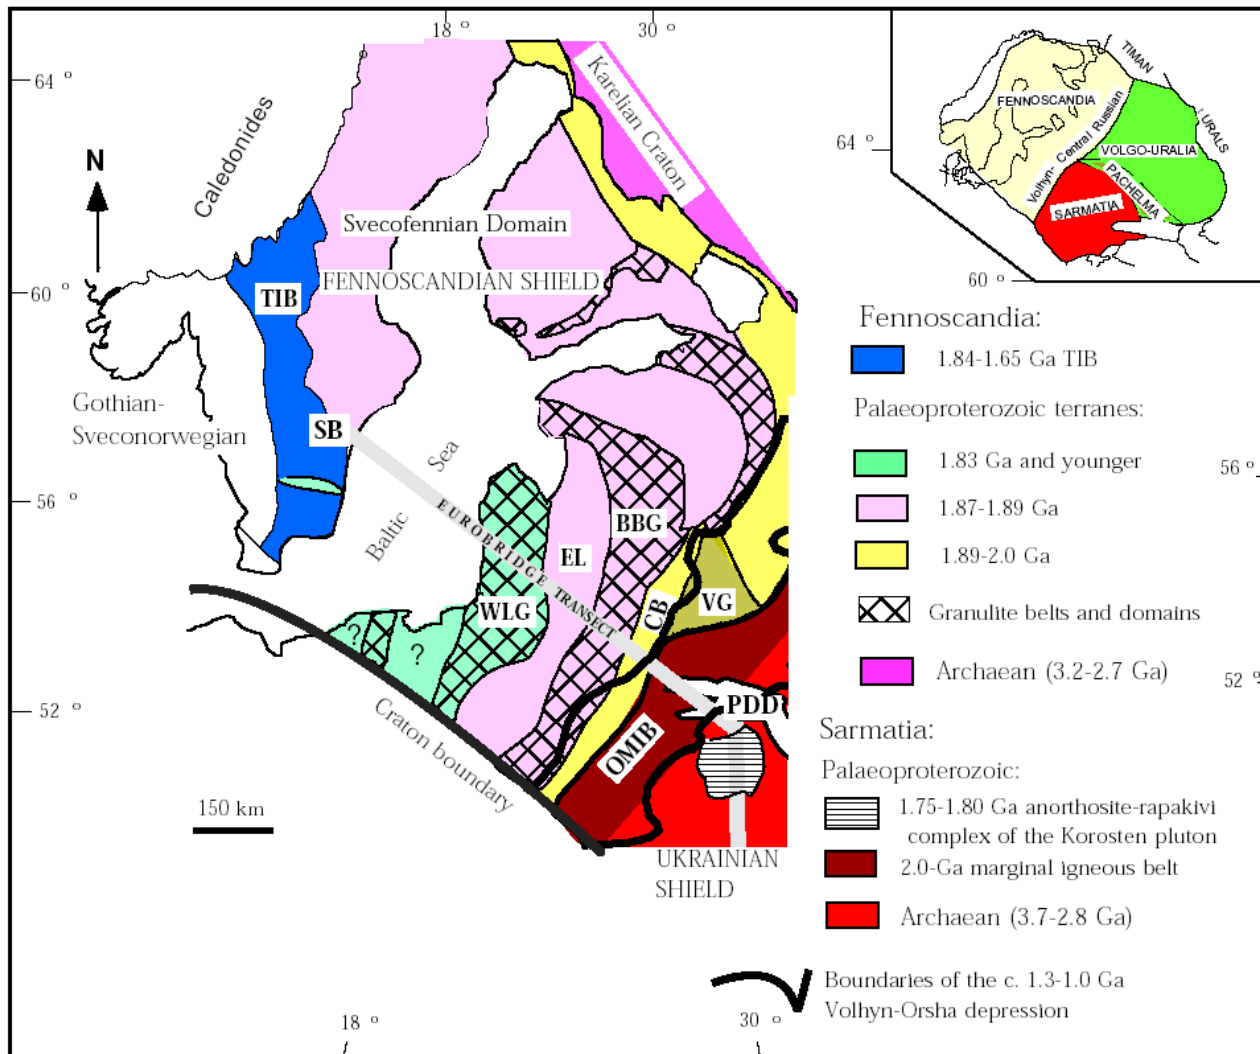 18 °
30 °
64 °
60 °
56 °
52 °
18 °
30 °
64 °
60 °
56 °
52 °
N
Caledonides
Karelian Craton
Svecofennian Domain
FENNOSCANDIAN SHIELD
TIB
Gothian-
Sveconorwegian
SB
Baltic
Sea
EUROBRIDGE TRANSECT
BBG
EL
WLG
CB
VG
PDD
OMIB
?
?
Craton boundary
150 km
UKRAINIAN
SHIELD
TIMAN
URALS
FENNOSCANDIA
Volhyn- Central Russian
VOLGO-URALIA
PACHELMA
SARMATIA
Fennoscandia:
1.84-1.65 Ga TIB
Palaeoproterozoic terranes:
1.83 Ga and younger
1.87-1.89 Ga
1.89-2.0 Ga
Granulite belts and domains
Archaean (3.2-2.7 Ga)
Sarmatia:
Palaeoproterozoic:
1.75-1.80 Ga anorthosite-rapakivi
complex of the Korosten pluton
2.0-Ga marginal igneous belt
Archaean (3.7-2.8 Ga)
Boundaries of the c. 1.3-1.0 Ga
Volhyn-Orsha depression